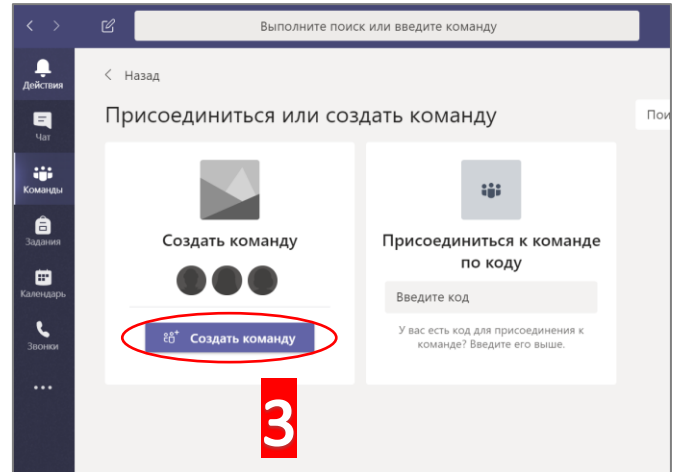 Выполните поиск или введите команду
Действия
Чат
Команды
Задания
Календарь
Звонки
< Назад
Присоединиться или создать команду
Создать команду
Создать команду
Присоединиться к команде
по коду
Введите код
У вас есть код для присоединения к
команде? Введите его выше.
3